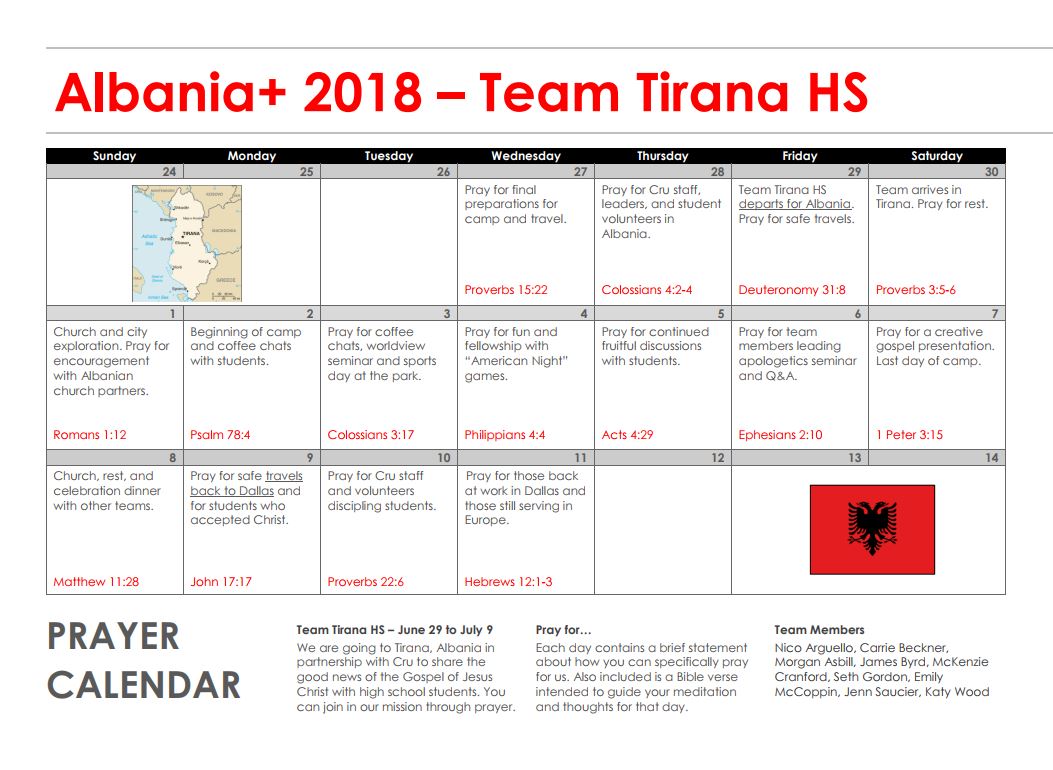 Albania+ 2018 – Team Tirana HS
Sunday Monday Tuesday Wednesday Thursday Friday Saturday
24 25 26 27 28 29 30
TIRANA
GREECE
Pray for final
preparations for
camp and travel.
Proverbs 15:22
Pray for Cru staff,
leaders, and student
volunteers in
Albania.
Colossians 4:2-4
Team Tirana HS
departs for Albania.
Pray for safe travels.
Deuteronomy 31:8
Team arrives in
Tirana. Pray for rest.
Proverbs 3:5-6
1 2 3 4 5 6 7
Church and city
exploration. Pray for
encouragement
with Albanian
church partners.
Romans 1:12
Beginning of camp
and coffee chats
with students.
Psalm 78:4
Pray for coffee
chats, worldview
seminar and sports
day at the park.
Colossians 3:17
Pray for fun and
fellowship with
“American Night”
games.
Philippians 4:4
Pray for continued
fruitful discussions
with students.
Acts 4:29
Pray for team
members leading
apologetics seminar
and Q&A.
Ephesians 2:10
Pray for a creative
gospel presentation.
Last day of camp.
1 Peter 3:15
8 9 10 11 12 13 14
Church, rest, and
celebration dinner
with other teams.
Matthew 11:28
Pray for safe travels
back to Dallas and
for students who
accepted Christ.
John 17:17
Pray for Cru staff
and volunteers
discipling students.
Proverbs 22:6
Pray for those back
at work in Dallas and
those still serving in
Europe.
Hebrews 12:1-3
PRAYER
CALENDAR
Team Tirana HS – June 29 to July 9
We are going to Tirana, Albania in
partnership with Cru to share the
good news of the Gospel of Jesus
Christ with high school students. You
can join in our mission through prayer.
Pray for…
Each day contains a brief statement
about how you can specifically pray
for us. Also included is a Bible verse
intended to guide your meditation
and thoughts for that day.
Team Members
Nico Arguello, Carrie Beckner,
Morgan Asbill, James Byrd, McKenzie
Cranford, Seth Gordon, Emily
McCoppin, Jenn Saucier, Katy Wood